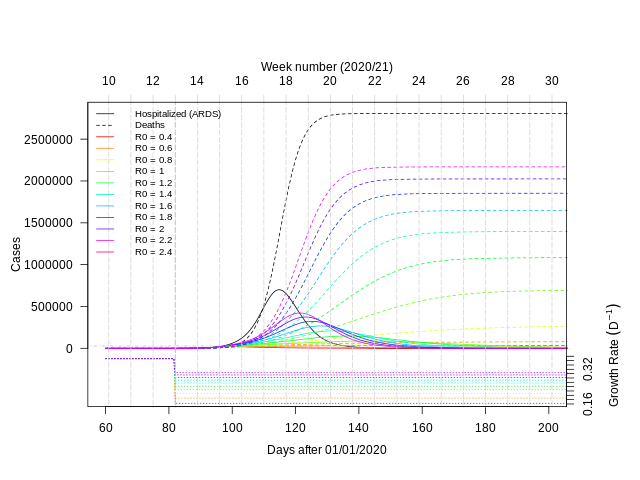 Week number (2020/21)
10 12 14 16 18 20 22 24 26 28 30
Hospitalized (ARDS)
Deaths
R0 = 0.4
R0 = 0.6
R0 = 0.8
R0 = 1
R0 = 1.2
R0 = 1.4
R0 = 1.6
R0 = 1.8
R0 = 2
R0 = 2.2
R0 = 2.4
Cases
2500000
2000000
1500000
1000000
500000
0
0.32
0.16
Growth Rate (D⁻¹)
60 80 100 120 140 160 180 200
Days after 01/01/2020